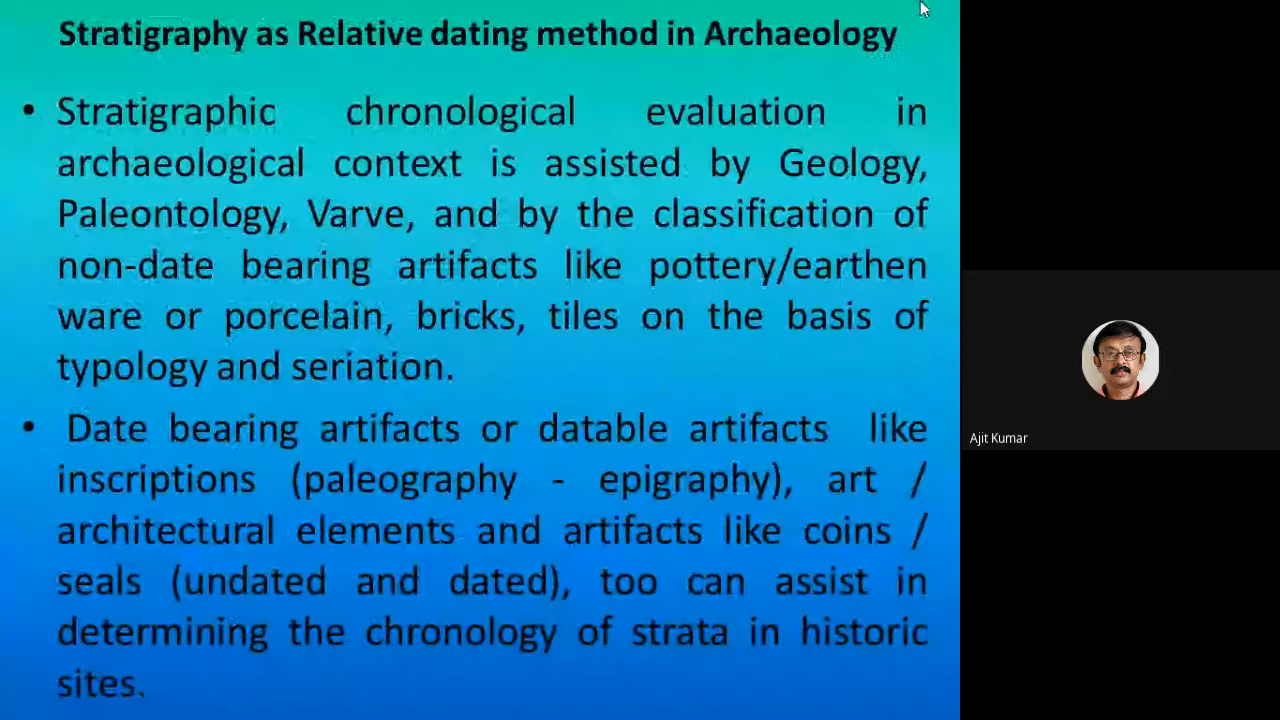 Stratigraphy as Relative dating method in Archaeology
• Stratigraphic chronological evaluation in
archaeological context is assisted by Geology,
Paleontology, Varve, and by the classification of
non-date bearing artifacts like pottery/earthen
ware or porcelain, bricks, tiles on the basis of
typology and seriation.
• Date bearing artifacts or datable artifacts like
inscriptions (paleography - epigraphy), art /
architectural elements and artifacts like coins /
seals (undated and dated), too can assist in
determining the chronology of strata in historic
sites.
Ajit Kumar